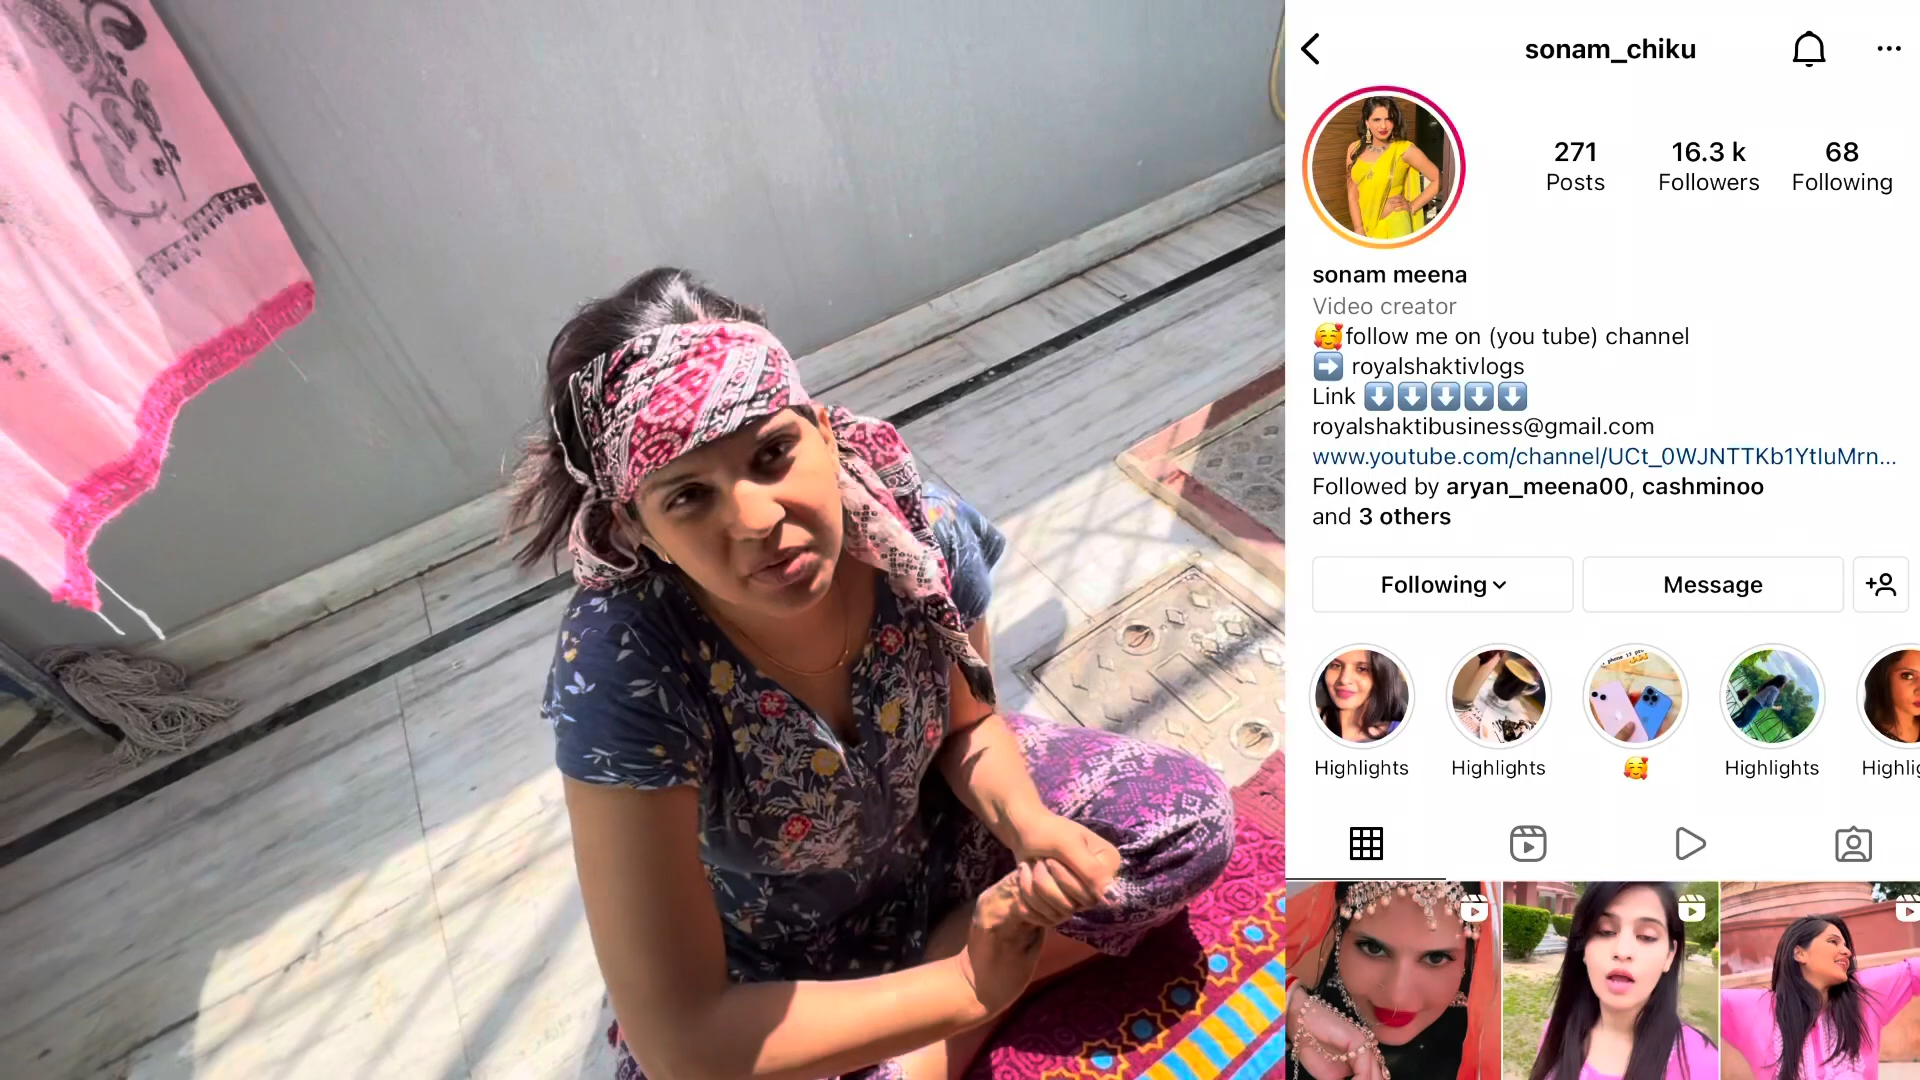 sonam_chiku
271
Posts
16.3 k
Followers
68
Following
sonam meena
Video creator
🥰follow me on (you tube) channel
➡️ royalshaktivlogs
Link ⬇️⬇️⬇️⬇️⬇️
royalshaktibusiness@gmail.com
www.youtube.com/channel/UCt_0WJNTTKb1YtIuMrn...
Followed by aryan_meena00, cashminoo
and 3 others
Following
Message
Highlights
Highlights
🥰
Highlights
Highlig